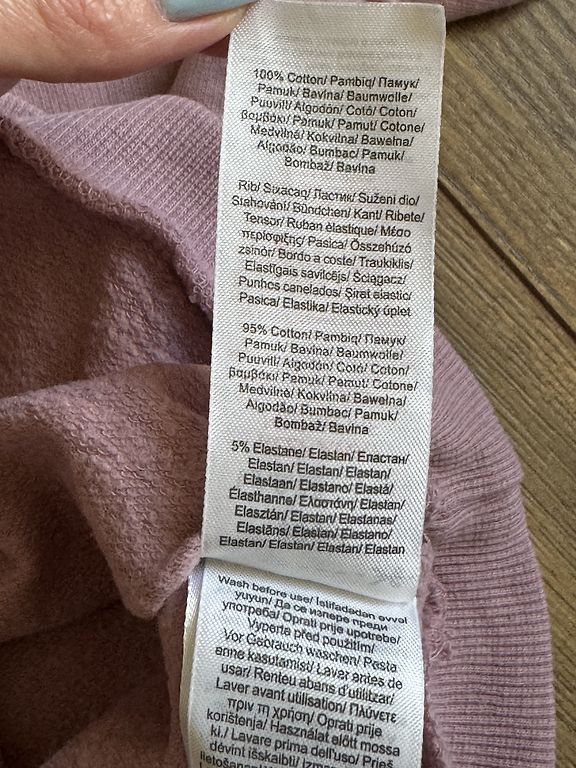 100% Cotton/ Pambiq/ Памук/
Pamuk/ Bavlna/ Baumwolle/
Puuvill/ Algodón/ Coto/ Coton/
Βαμβάκι/ Pamuk/ Pamut/ Cotone/
Medvilnė/ Kokvilna/ Bawełna/
Algodão/ Bumbac/ Pamuk/
Bombaž/ Bavlna
Rib/ Sıxacaq/ Ластик/ Suženi dio/
Stahování/ Bündchen/ Kant/ Ribete/
Tensor/ Ruban élastique/ Μέσο
περίσφιξης/ Pasica/ Összehúzó
zsinór/ Bordo a coste/ Traukiklis/
Elastīgais savilcējs/ Ściągacz/
Punhos canelados/ Şiret elastic/
Pasica/ Elastika/ Elastický úplet
95% Cotton/ Pambiq/ Памук/
Pamuk/ Bavlna/ Baumwolle/
Puuvill/ Algodón/ Cotó/ Coton/
Βαμβάκι/ Pamuk/ Pamut/ Cotone/
Medvilnė/ Kokvilna/ Bawełna/
Algodão/ Bumbac/ Pamuk/
Bombaž/ Bavlna
5% Elastane/ Elastan/ Еластан/
Elastan/ Elastan/ Elastan/
Elastaan/ Elastano/ Elastà/
Élasthanne/ Ελαστάνη/ Elastan/
Elasztán/ Elastan/ Elastanas/
Elastāns/ Elastan/ Elastano/
Elastan/ Elastan/ Elastan/ Elastan
Wash before use/ İstifadədən əvvəl
yuyun/ Да се изпере преди
употреба/ Oprati prije upotrebe/
Vyperte před použitím/
Vor Gebrauch waschen/ Pesta
enne kasutamist/ Lavar antes de
usar/ Renteu abans d'utilitzar/
Laver avant utilisation/ Πλύνετε
πριν τη χρήση/ Oprati prije
korištenja/ Használat előtt mossa
ki./ Lavare prima dell'uso/ Prieš
dėvint išskalbti/